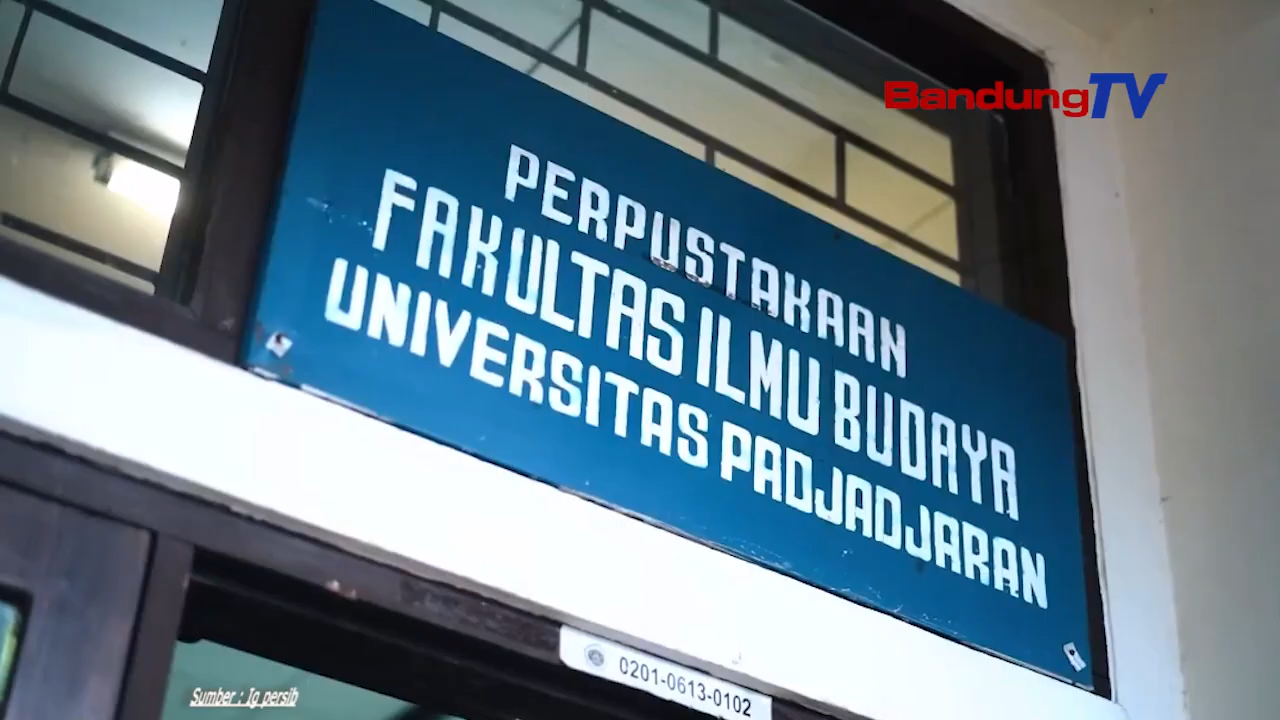 BandungTV
PERPUSTAKAAN
FAKULTAS ILMU BUDAYA
UNIVERSITAS PADJADJARAN
0201-0613-0102
Sumber : Ig persib